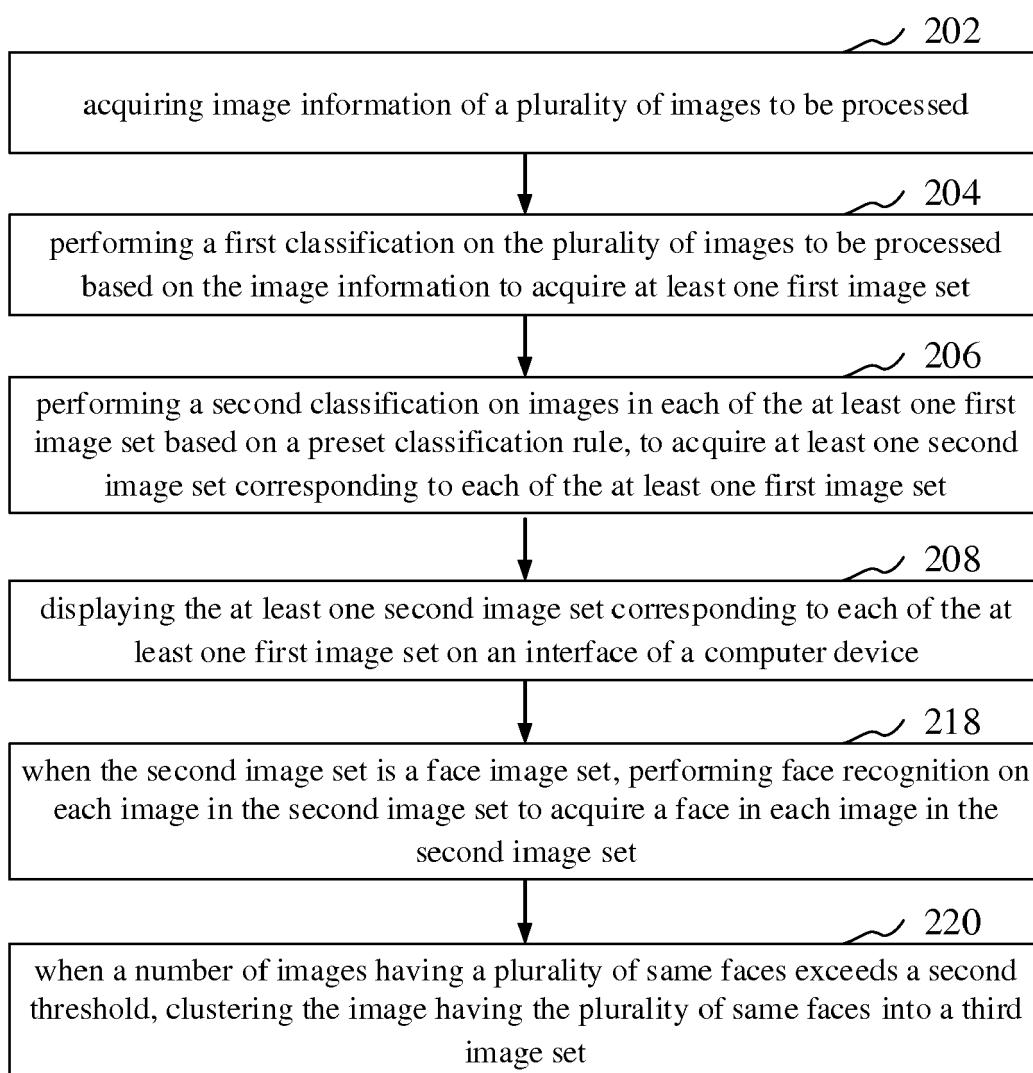 202
acquiring image information of a plurality of images to be processed
204
performing a first classification on the plurality of images to be processed
based on the image information to acquire at least one first image set
206
performing a second classification on images in each of the at least one first
image set based on a preset classification rule, to acquire at least one second
image set corresponding to each of the at least one first image set
208
displaying the at least one second image set corresponding to each of the at
least one first image set on an interface of a computer device
218
when the second image set is a face image set, performing face recognition on
each image in the second image set to acquire a face in each image in the
second image set
220
when a number of images having a plurality of same faces exceeds a second
threshold, clustering the image having the plurality of same faces into a third
image set